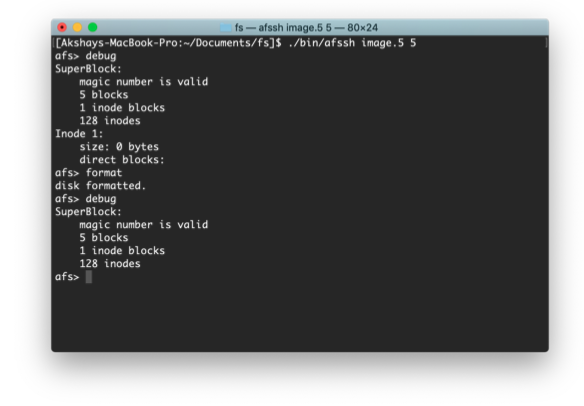 fs — afssh image.5 5 — 80×24
[Akshays-MacBook-Pro:~/Documents/fs]$ ./bin/afssh image.5 5
afs> debug
SuperBlock:
    magic number is valid
    5 blocks
    1 inode blocks
    128 inodes
Inode 1:
    size: 0 bytes
    direct blocks:
afs> format
disk formatted.
afs> debug
SuperBlock:
    magic number is valid
    5 blocks
    1 inode blocks
    128 inodes
afs>